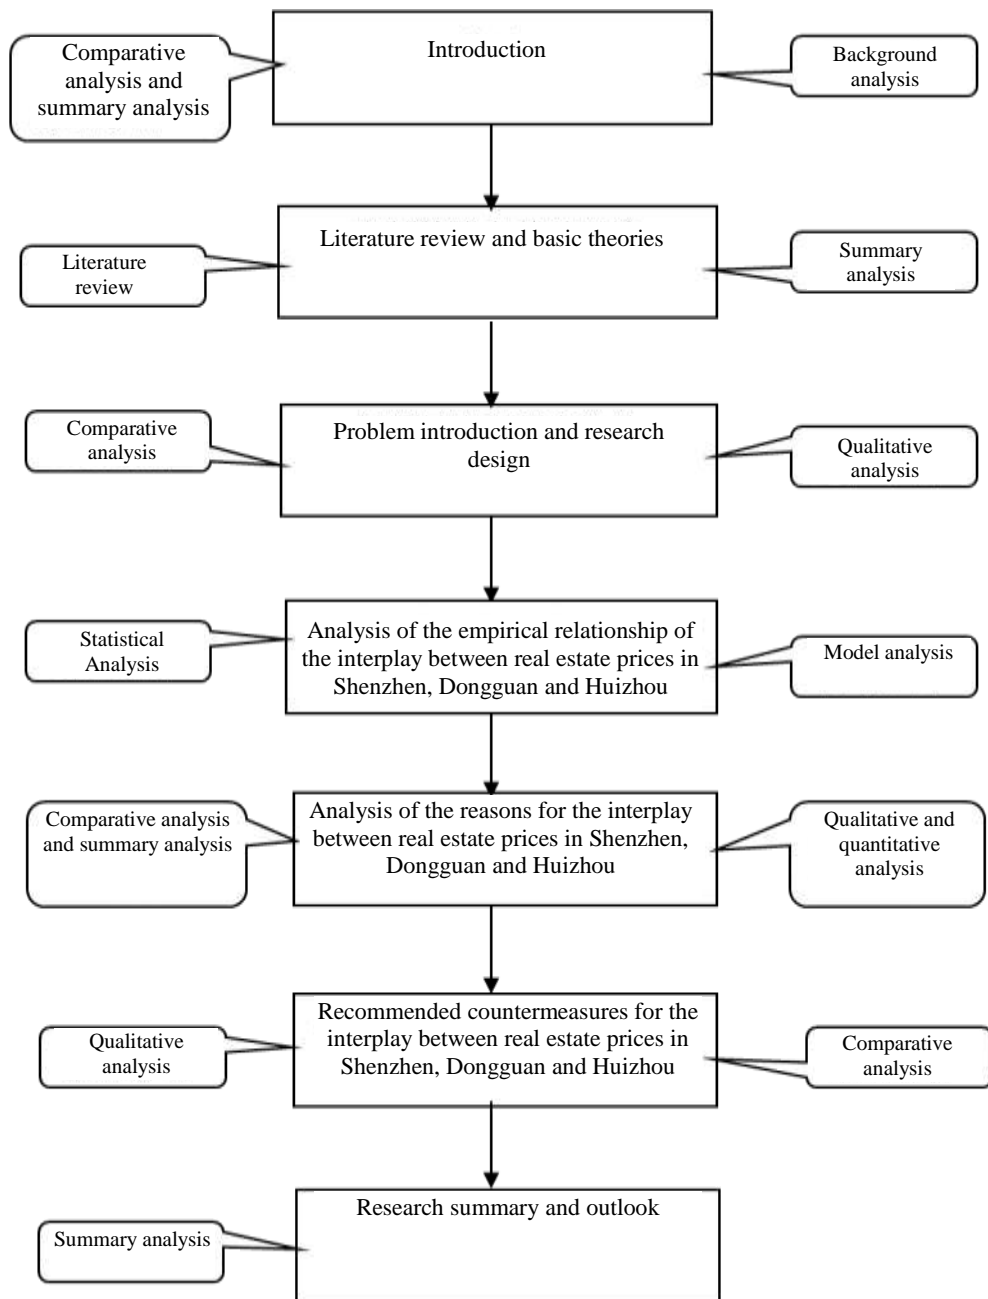 Introduction
Comparative
analysis and
summary analysis
Background
analysis
Literature review and basic theories
Literature
review
Summary
analysis
Problem introduction and research
design
Comparative
analysis
Qualitative
analysis
Analysis of the empirical relationship of
the interplay between real estate prices in
Shenzhen, Dongguan and Huizhou
Statistical
Analysis
Model analysis
Analysis of the reasons for the interplay
between real estate prices in Shenzhen,
Dongguan and Huizhou
Comparative analysis
and summary analysis
Qualitative and
quantitative
analysis
Recommended countermeasures for the
interplay between real estate prices in
Shenzhen, Dongguan and Huizhou
Qualitative
analysis
Comparative
analysis
Research summary and outlook
Summary analysis